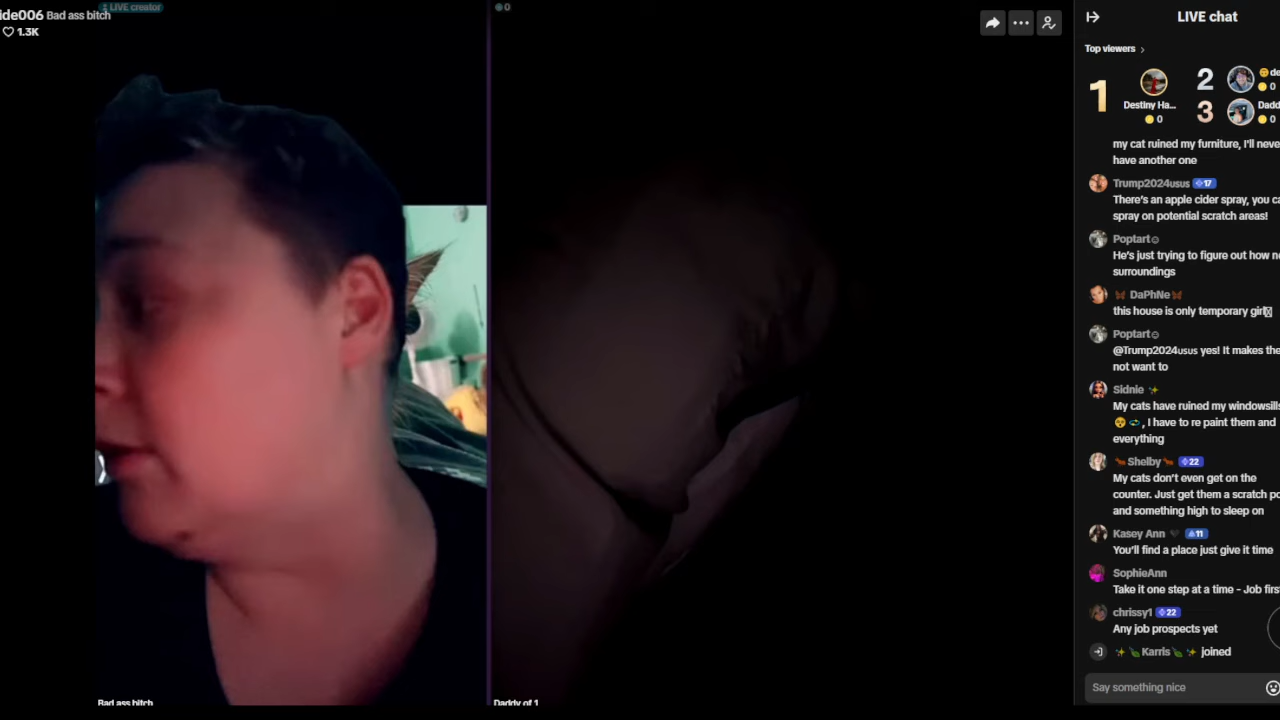 ide006 Bad ass bitch
LIVE creator
1.3K
0
LIVE chat
Top viewers
1
Destiny Ha...
0
2
de
0
3
Dadd
0
my cat ruined my furniture, I'll neve
have another one
Trump2024usus 17
There's an apple cider spray, you ca
spray on potential scratch areas!
Poptart
He's just trying to figure out how ne
surroundings
DaPhNe
this house is only temporary girl
Poptart
@Trump2024usus yes! It makes the
not want to
Sidnie
My cats have ruined my windowsills
, I have to re paint them and
everything
Shelby 22
My cats don't even get on the
counter. Just get them a scratch po
and something high to sleep on
Kasey Ann 11
You'll find a place just give it time
SophieAnn
Take it one step at a time - Job firs
chrissy1 22
Any job prospects yet
Karris joined
Say something nice
Bad ass bitch
Daddy of 1